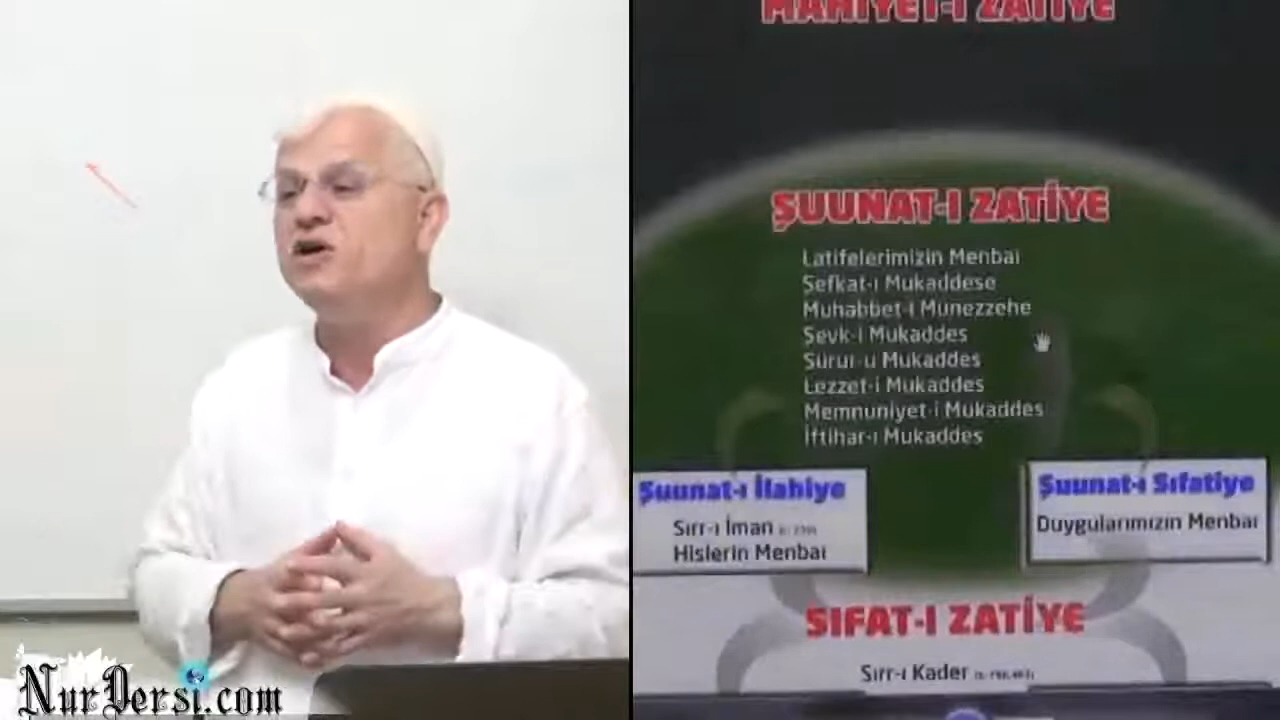 MAHİYET-İ ZATİYE
ŞUUNAT-I ZATİYE
Latifelerimizin Menbaı
Şefkat-ı Mukaddese
Muhabbet-i Münezzehe
Şevk-i Mukaddes
Sürur-u Mukaddes
Lezzet-i Mukaddes
Memnuniyet-i Mukaddes
İftihar-ı Mukaddes
Şuunat-ı İlahiye
Sırr-ı İman
Hislerin Menbaı
Şuunat-ı Sıfatiye
Duygularımızın Menbaı
SIFAT-I ZATİYE
Sırr-ı Kader
NurDersi.com